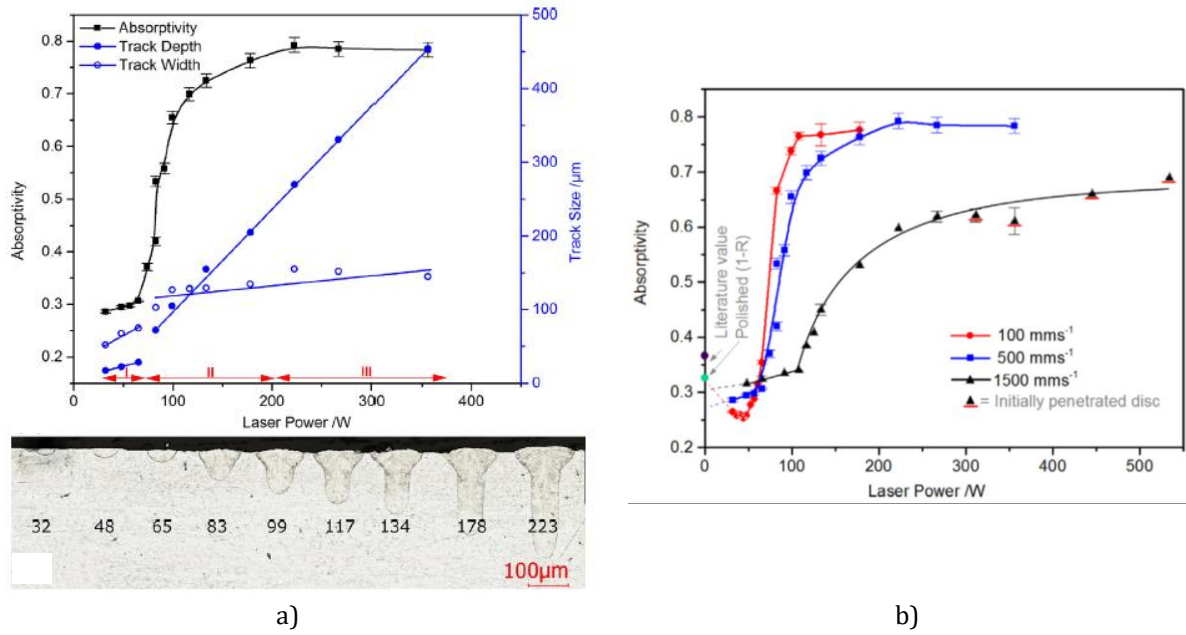 Absorptivity
Track Depth
Track Width
0.8
0.7
0.6
0.5
0.4
0.3
0.2
Absorptivity
500
400
300
200
100
0
Track Size /µm
I II III
0 100 200 300 400
Laser Power /W
32 48 65 83 99 117 134 178 223
100µm
a)
0.8
0.7
0.6
0.5
0.4
0.3
0.2
Absorptivity
Literature value
Polished (1-R)
100 mms⁻¹
500 mms⁻¹
1500 mms⁻¹
= Initially penetrated disc
0 100 200 300 400 500
Laser Power /W
b)